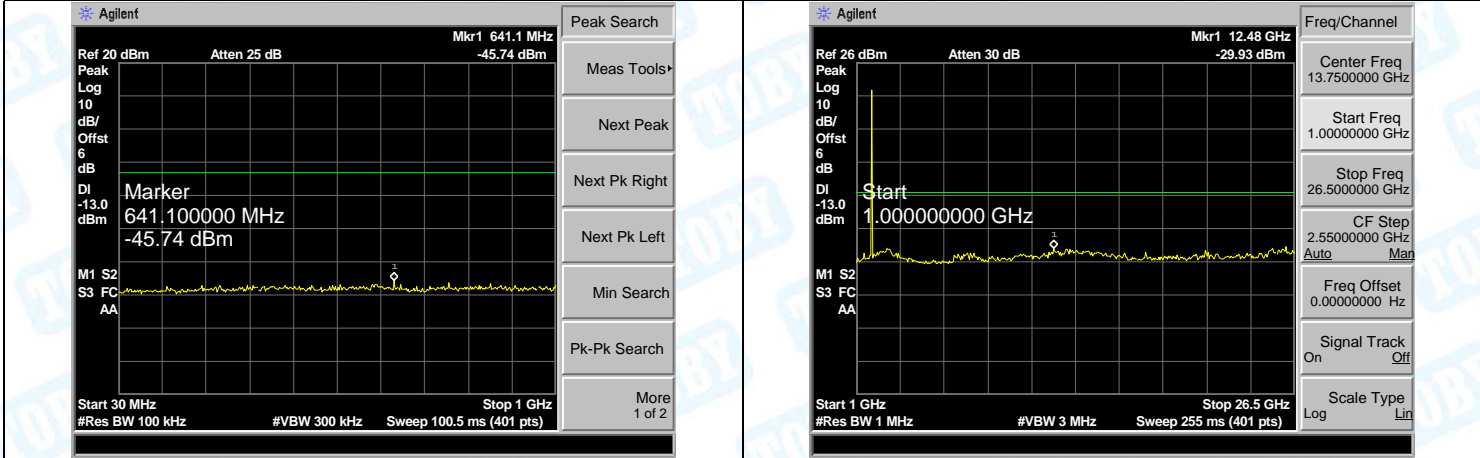 Agilent
Peak Search
Mkr1 641.1 MHz
Ref 20 dBm Atten 25 dB -45.74 dBm
Peak
Log
10
dB/
Offst
6
dB
DI
-13.0
dBm
Marker
641.100000 MHz
-45.74 dBm
1
M1 S2
S3 FC
AA
Start 30 MHz Stop 1 GHz
#Res BW 100 kHz #VBW 300 kHz Sweep 100.5 ms (401 pts)
Meas Tools
Next Peak
Next Pk Right
Next Pk Left
Min Search
Pk-Pk Search
More
1 of 2
Agilent
Freq/Channel
Mkr1 12.48 GHz
Ref 26 dBm Atten 30 dB -29.93 dBm
Peak
Log
10
dB/
Offst
6
dB
DI
-13.0
dBm
Start
1.000000000 GHz
1
M1 S2
S3 FC
AA
Start 1 GHz Stop 26.5 GHz
#Res BW 1 MHz #VBW 3 MHz Sweep 255 ms (401 pts)
Center Freq
13.7500000 GHz
Start Freq
1.00000000 GHz
Stop Freq
26.5000000 GHz
CF Step
2.55000000 GHz
Auto Man
Freq Offset
0.00000000 Hz
Signal Track
On Off
Scale Type
Log Lin
TOBY
TOBY
TOBY